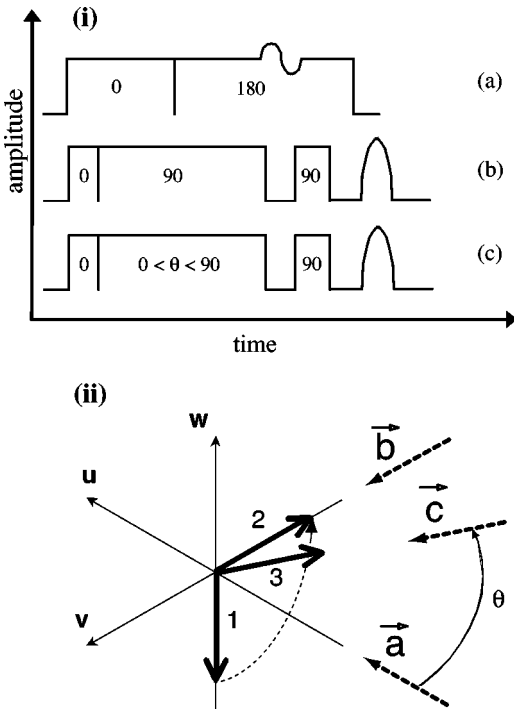 (i)
amplitude
0 180 (a)
0 90 90 (b)
0 0 < θ < 90 90 (c)
time
(ii)
w
u
v
1
2
3
b
c
a
θ